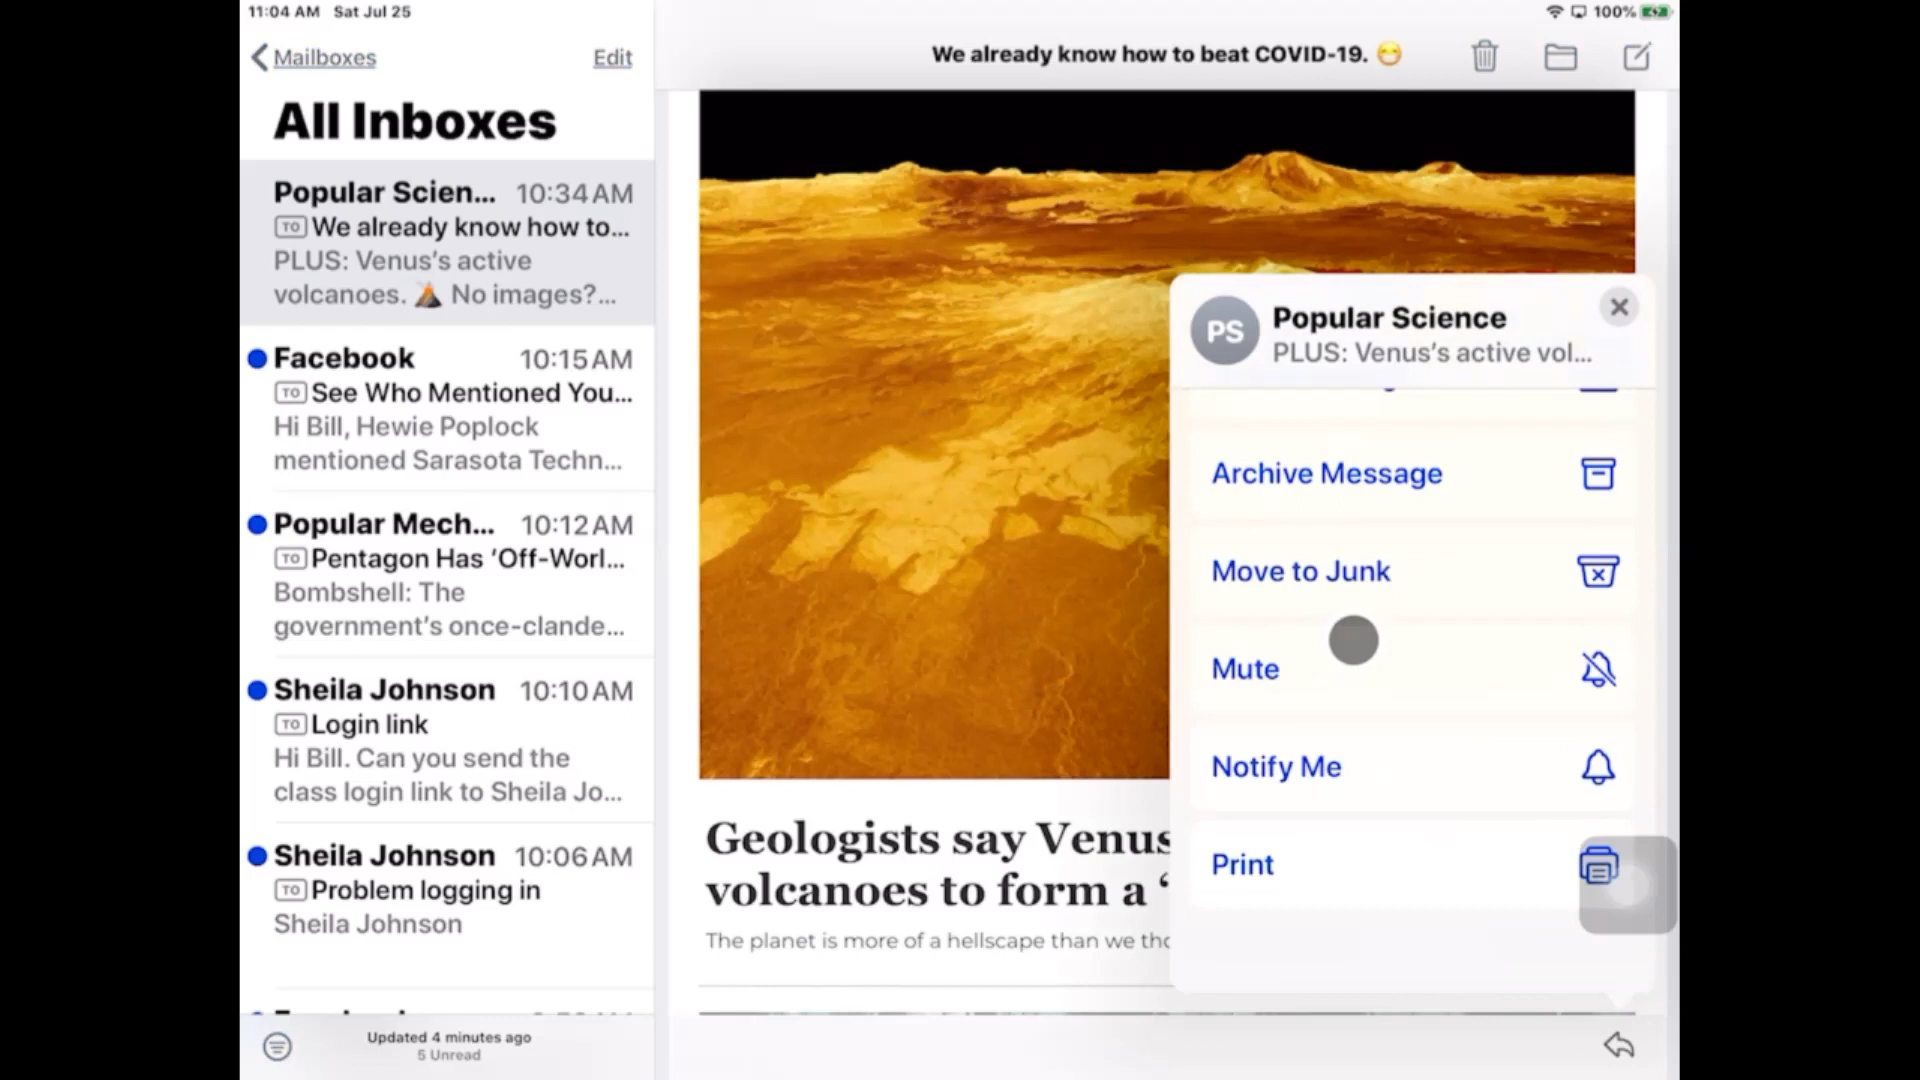 11:04 AM Sat Jul 25
100%
Mailboxes
Edit
All Inboxes
Popular Scien... 10:34 AM
TO We already know how to...
PLUS: Venus's active
volcanoes. 🌋 No images?...
Facebook 10:15 AM
TO See Who Mentioned You...
Hi Bill, Hewie Poplock
mentioned Sarasota Techn...
Popular Mech... 10:12 AM
TO Pentagon Has ‘Off-Worl...
Bombshell: The
government's once-clande...
Sheila Johnson 10:10 AM
TO Login link
Hi Bill. Can you send the
class login link to Sheila Jo...
Sheila Johnson 10:06 AM
TO Problem logging in
Sheila Johnson
Updated 4 minutes ago
5 Unread
We already know how to beat COVID-19. 😷
Geologists say Venus
volcanoes to form a ‘
The planet is more of a hellscape than we tho
PS
Popular Science
PLUS: Venus's active vol...
Archive Message
Move to Junk
Mute
Notify Me
Print